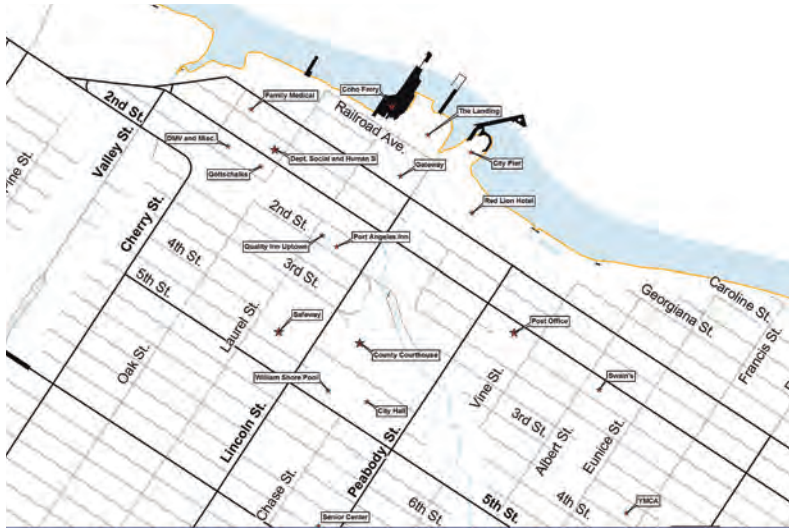 Family Medical
Coho Ferry
2nd St.
Railroad Ave.
The Landing
DMV and Misc.
Valley St.
Dept. Social and Human S
Gateway
City Pier
Pine St.
Gottschalks
Red Lion Hotel
Cherry St.
2nd St.
Quality Inn Uptown
Port Angeles Inn
4th St.
3rd St.
5th St.
Caroline St.
Georgiana St.
Safeway
Laurel St.
Post Office
Oak St.
County Courthouse
Francis St.
William Shore Pool
Vine St.
Swain's
City Hall
Lincoln St.
3rd St.
Albert St.
Eunice St.
Peabody St.
Chase St.
6th St.
5th St.
4th St.
YMCA
Senior Center